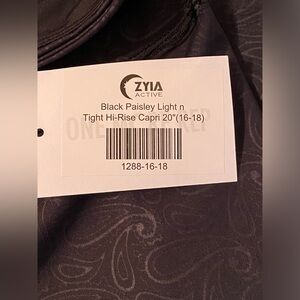 ZYIA
ACTIVE
Black Paisley Light n
Tight Hi-Rise Capri 20"(16-18)
1288-16-18